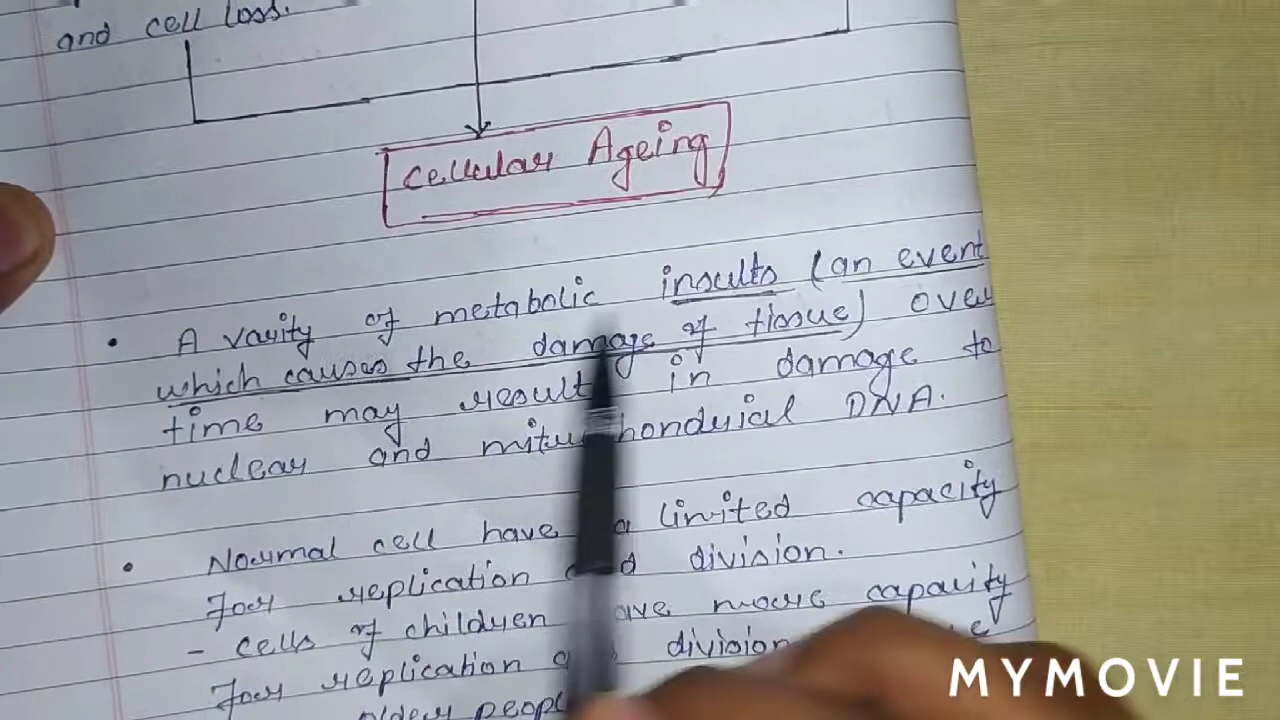 and cell loss.
Cellular Ageing
• A varity of metabolic insults (an event
which causes the damage of tissue) over
time may result in damage to
nuclear and mitochondrial DNA.
• Normal cell have a limited capacity
for replication division.
- cells of children more capacity
for replication division
older
MYMOVIE